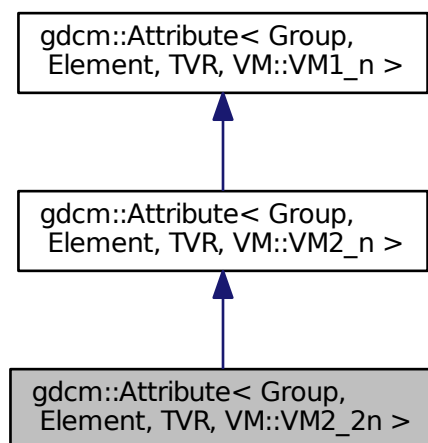 gdcm::Attribute< Group,
Element, TVR, VM::VM1_n >
gdcm::Attribute< Group,
Element, TVR, VM::VM2_n >
gdcm::Attribute< Group,
Element, TVR, VM::VM2_2n >